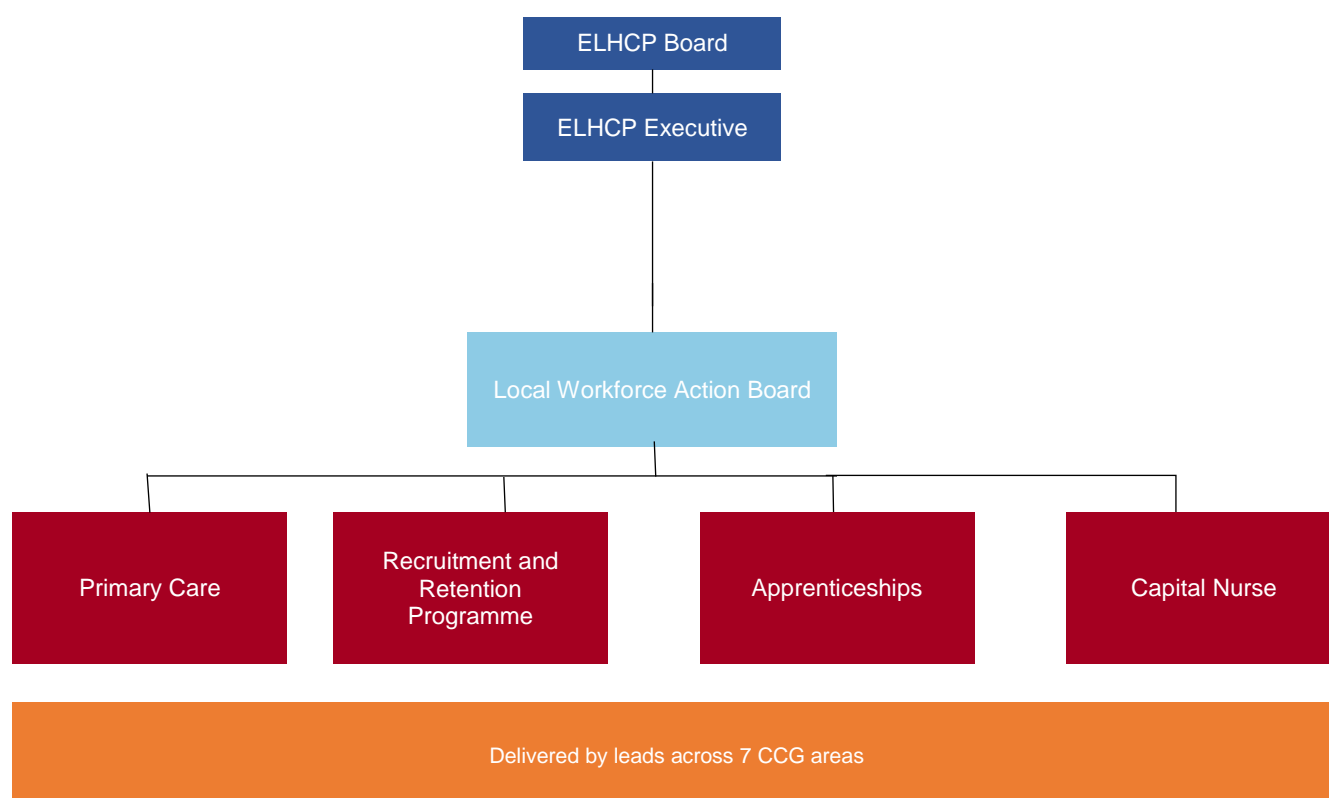 ELHCP Board
ELHCP Executive
Local Workforce Action Board
Primary Care
Recruitment and
Retention
Programme
Apprenticeships
Capital Nurse
Delivered by leads across 7 CCG areas